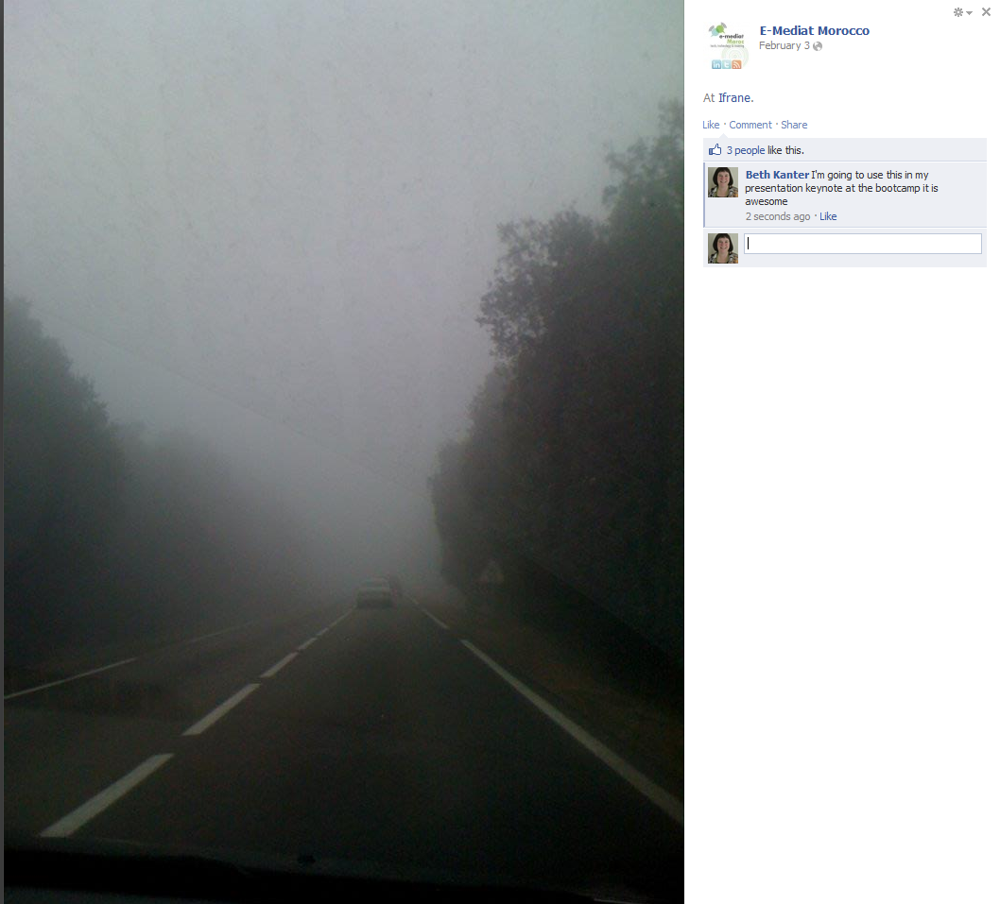 e-mediat
Maroc
E-Mediat Morocco
February 3
At Ifrane.
Like · Comment · Share
3 people like this.
Beth Kanter I'm going to use this in my
presentation keynote at the bootcamp it is
awesome
2 seconds ago · Like